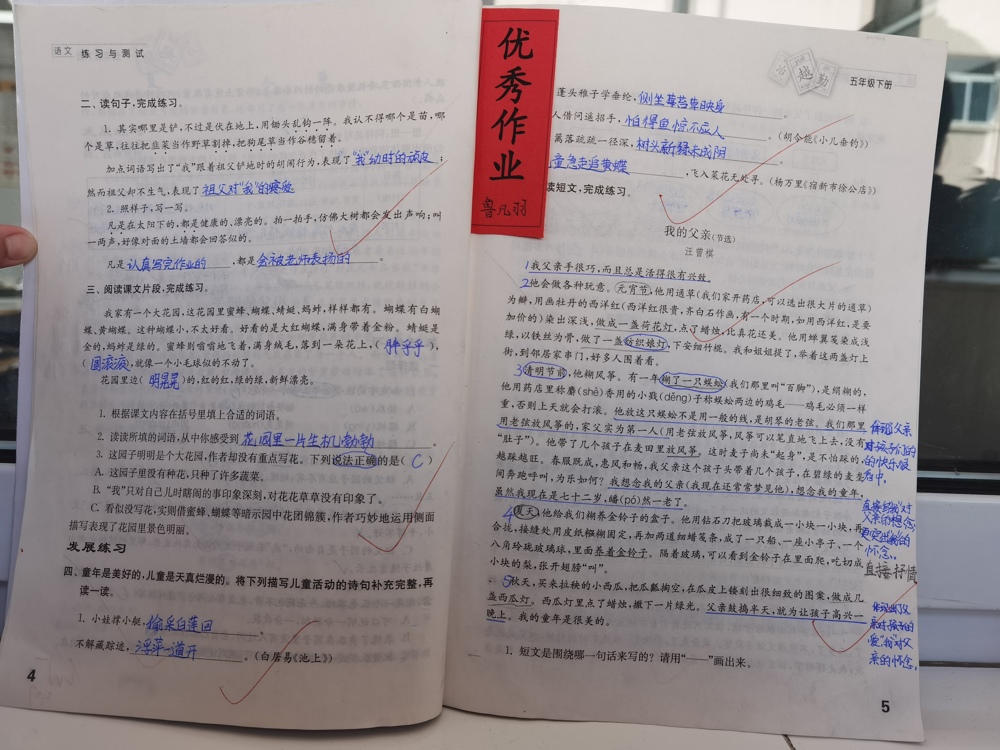 语文 练习与测试
二、读句子,完成练习。
1. 其实哪里是铲,不过是伏在地上,用锄头乱钩一阵。我认不得哪个是苗,哪
个是草,往往把韭菜当作野草割掉,把狗尾草当作谷穗留着。
加点词语写出了“我”跟着祖父铲地时的胡闹行为,表现了“我”幼时的顽皮;
然而祖父却不生气,表现了祖父对“我”的疼爱
2. 照样子,写一写。
凡是在太阳下的,都是健康的、漂亮的。拍一拍手,仿佛大树都会发出声响;叫
一两声,好像对面的土墙都会回答似的。
凡是认真写完作业的,都是会被老师表扬的。
三、阅读课文片段,完成练习。
我家有一个大花园,这花园里蜜蜂、蝴蝶、蜻蜓、蚂蚱,样样都有。蝴蝶有白蝴
蝶、黄蝴蝶。这种蝴蝶小,不太好看。好看的是大红蝴蝶,满身带着金粉。蜻蜓是
金的,蚂蚱是绿的。蜜蜂则嗡嗡地飞着,满身绒毛,落到一朵花上,(胖乎乎),
(圆滚滚),就像一个小毛球似的不动了。
花园里边(明晃晃)的,红的红,绿的绿,新鲜漂亮。
1. 根据课文内容在括号里填上合适的词语。
2. 读读所填的词语,从中你感受到花园里一片生机勃勃。
3. 这园子明明是个大花园,作者却没有重点写花。下列说法正确的是(C)
A. 这园子里没有种花,只种了许多蔬菜。
B. “我”只对自己儿时瞎闹的事印象深刻,对花花草草没有印象了。
C. 看似没写花,实则借蜜蜂、蝴蝶等暗示园中花团锦簇,作者巧妙地运用侧面
描写表现了花园里景色明丽。
发展练习
四、童年是美好的,儿童是天真烂漫的。将下列描写儿童活动的诗句补充完整,再
读一读。
1. 小娃撑小艇,偷采白莲回。
不解藏踪迹,浮萍一道开。(白居易《池上》)
4
优秀作业
鲁凡羽
越勤
五年级下册
蓬头稚子学垂纶,侧坐莓苔草映身。
人借问遥招手,怕得鱼惊不应人。(胡令能《小儿垂钓》)
篱落疏疏一径深,树头新绿未成阴。
童急走追黄蝶,飞入菜花无处寻。(杨万里《宿新市徐公店》)
读短文,完成练习。
我的父亲(节选)
汪曾祺
1我父亲手很巧,而且总是活得很有兴致。
2他会做各种玩意。元宵节,他用通草(我们家开药店,可以选出很大片的通草)
为瓣,用画牡丹的西洋红(西洋红很贵,齐白石作画,有一个时期,如用西洋红,是要
加价的)染出深浅,做成一盏荷花灯,点了蜡烛,比真花还美。他用蝉翼笺染成浅
绿,以铁丝为骨,做了一盏纺织娘灯,下安细竹棍。我和姐姐提了,举着这两盏灯上
街,到邻居家串门,好多人围着看。
3清明节前,他糊风筝。有一年糊了一只蜈蚣(我们那里叫“百脚”),是绢糊的,
他用药店里称麝(shè)香用的小戥(děng)子称蜈蚣两边的鸡毛——鸡毛必须一样
重,否则上天就会打滚。他放这只蜈蚣不是用一般的线,是胡琴的老弦。我们那里
用老弦放风筝的,家父实为第一人(用老弦放风筝,风筝可以笔直地飞上去,没有
“肚子”)。他带了几个孩子在麦田里放风筝。这时麦子尚未“起身”,是不怕踩的,
越踩越旺。春服既成,惠风和畅,我父亲这个孩子头带着几个孩子,在碧绿的麦垄
间奔跑呼叫,为乐如何?我想念我的父亲(我现在还常常梦见他),想念我的童年,
虽然我现在是七十二岁,皤(pó)然一老了。
4夏天,他给我们糊养金铃子的盒子。他用钻石刀把玻璃裁成一小块一小块,再
合拢,接缝处用皮纸糨糊固定,再加两道细蜡笺条,成了一只船、一座小亭子、一个
八角玲珑玻璃球,里面养着金铃子。隔着玻璃,可以看到金铃子在里面爬,吃切成
小块的梨,张开翅膀“叫”。
5秋天,买来拉秧的小西瓜,把瓜瓤掏空,在瓜皮上镂刻出很细致的图案,做成几
盏西瓜灯。西瓜灯里点了蜡烛,撒下一片绿光。父亲鼓捣半天,就为让孩子高兴一
晚上。我的童年是很美的。
直接抒情
1. 短文是围绕哪一句话来写的?请用“——”画出来。
5